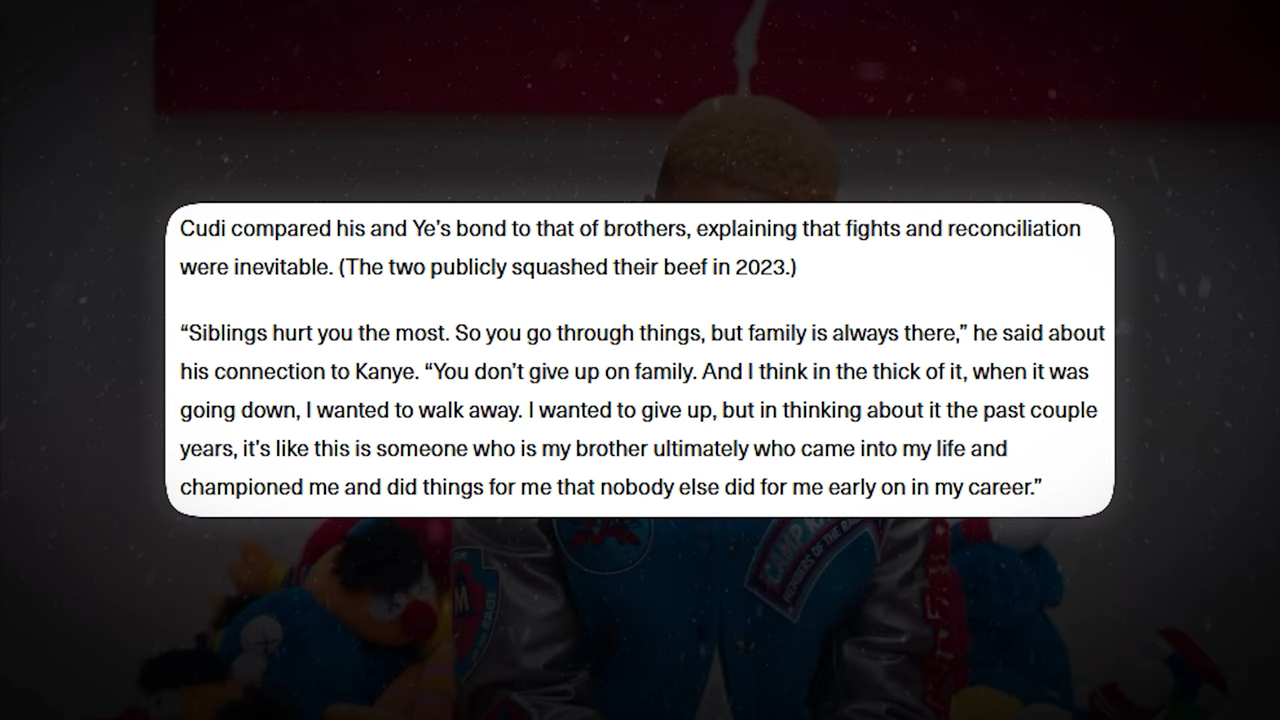 Cudi compared his and Ye’s bond to that of brothers, explaining that fights and reconciliation
were inevitable. (The two publicly squashed their beef in 2023.)
“Siblings hurt you the most. So you go through things, but family is always there,” he said about
his connection to Kanye. “You don’t give up on family. And I think in the thick of it, when it was
going down, I wanted to walk away. I wanted to give up, but in thinking about it the past couple
years, it’s like this is someone who is my brother ultimately who came into my life and
championed me and did things for me that nobody else did for me early on in my career.”
CAMP
MEMBERS OF THE